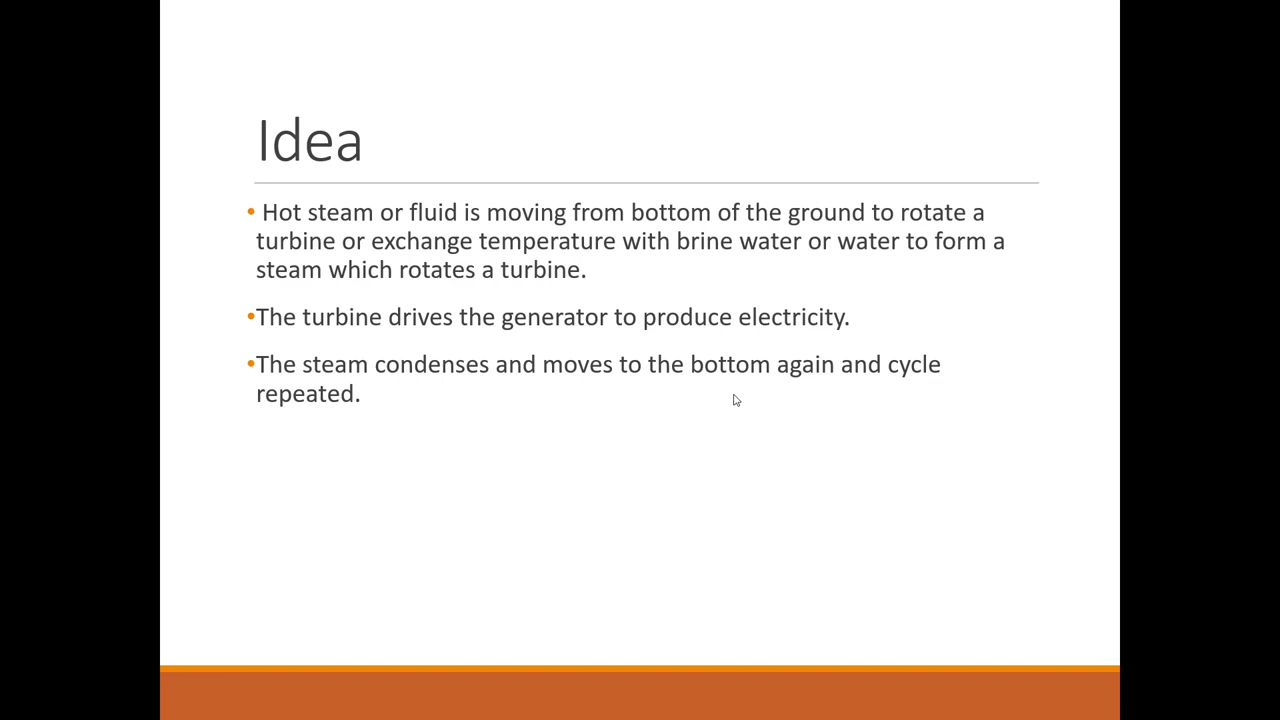 Idea
• Hot steam or fluid is moving from bottom of the ground to rotate a
turbine or exchange temperature with brine water or water to form a
steam which rotates a turbine.
•The turbine drives the generator to produce electricity.
•The steam condenses and moves to the bottom again and cycle
repeated.